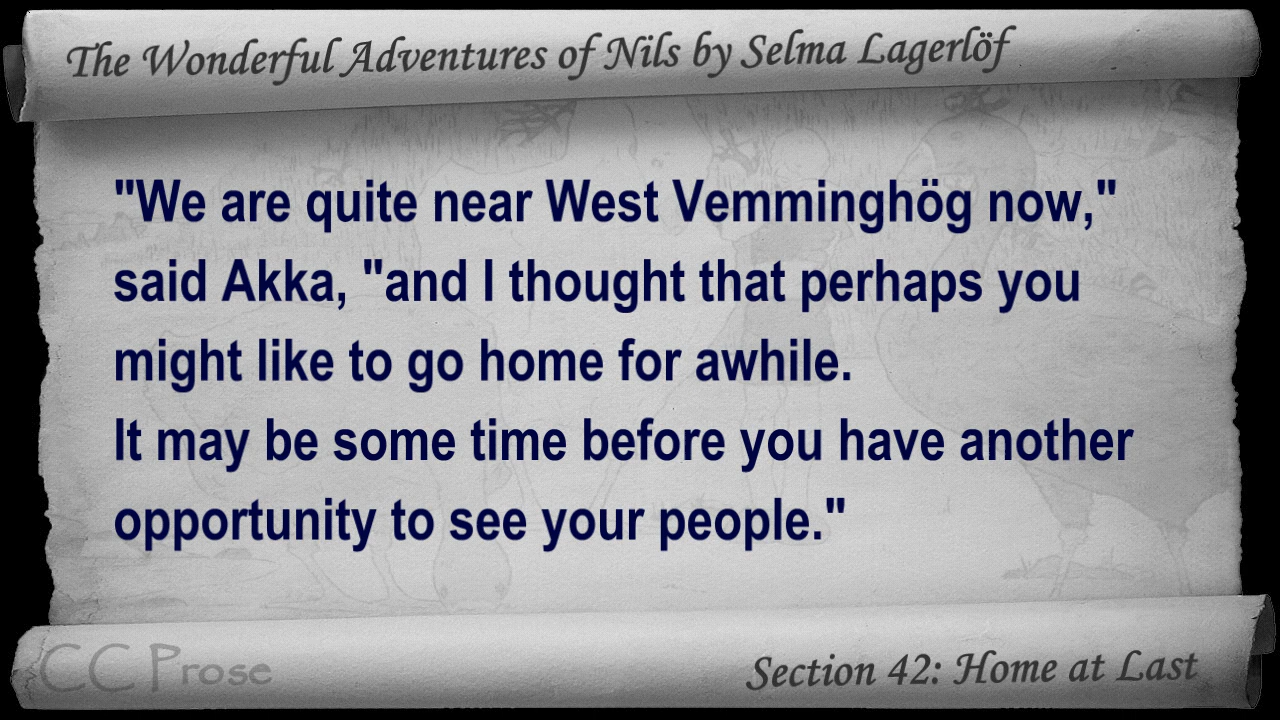 The Wonderful Adventures of Nils by Selma Lagerlöf
"We are quite near West Vemminghög now,"
said Akka, "and I thought that perhaps you
might like to go home for awhile.
It may be some time before you have another
opportunity to see your people."
CC Prose
Section 42: Home at Last